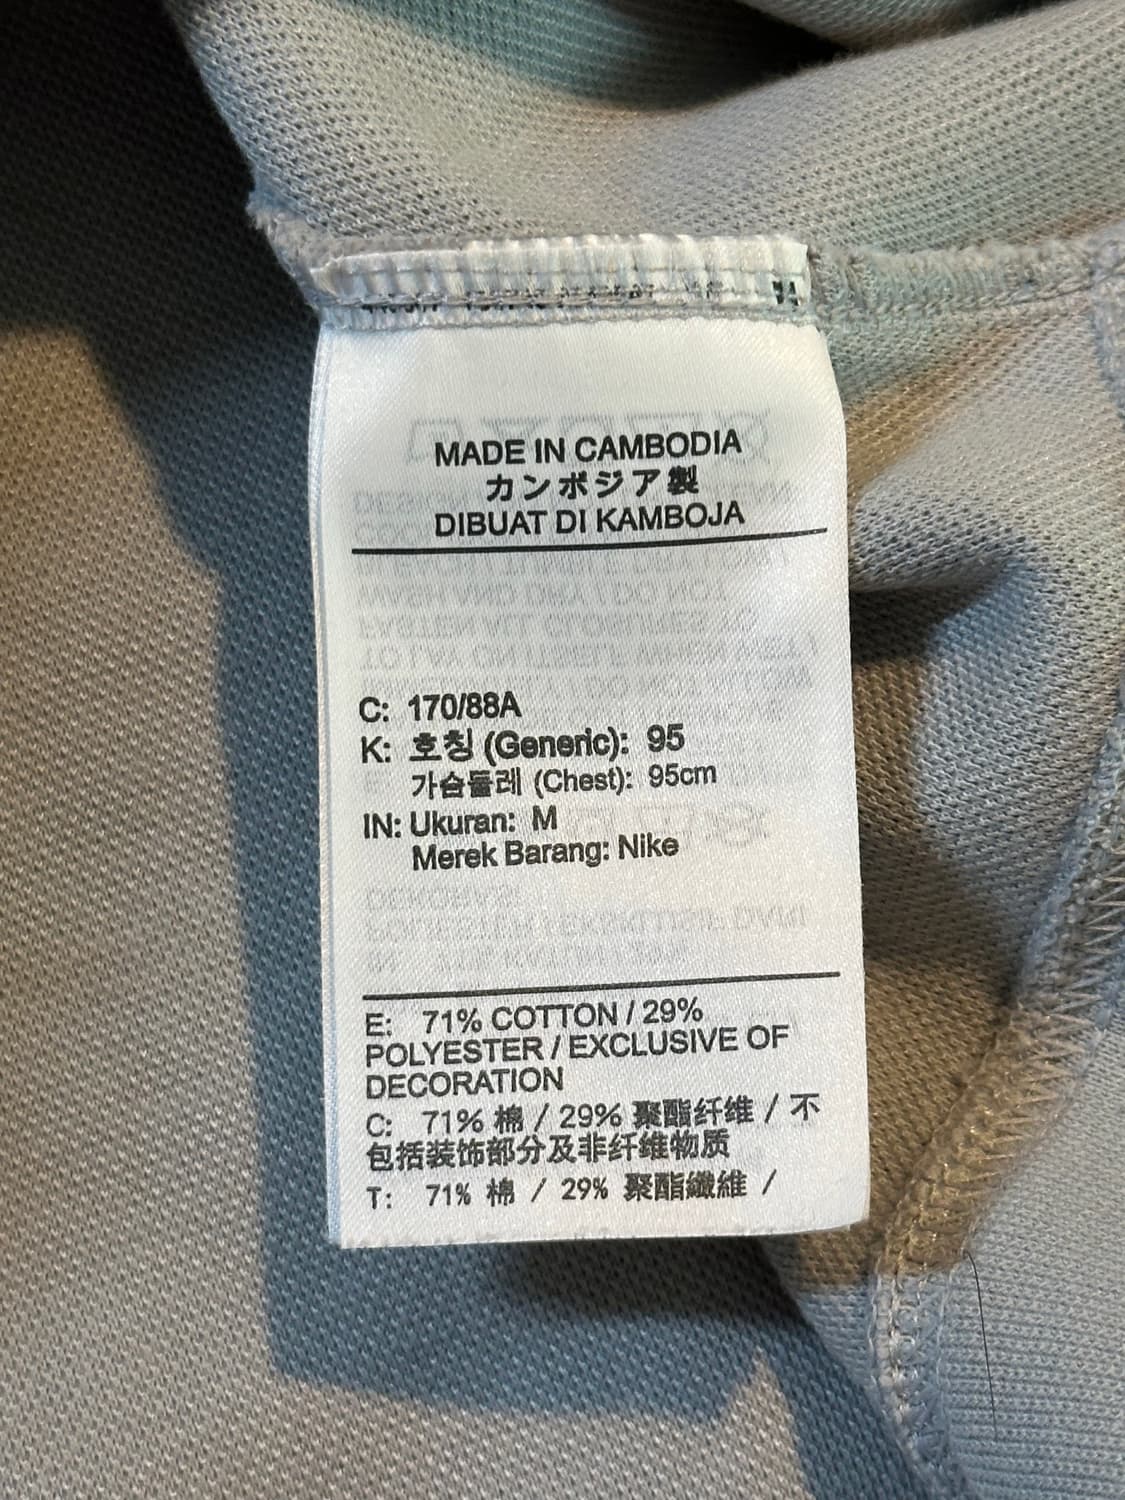 MADE IN CAMBODIA
カンボジア製
DIBUAT DI KAMBOJA
C: 170/88A
K: 호칭 (Generic): 95
가슴둘레 (Chest): 95cm
IN: Ukuran: M
Merek Barang: Nike
E: 71% COTTON / 29%
POLYESTER / EXCLUSIVE OF
DECORATION
C: 71% 棉 / 29% 聚酯纤维 / 不
包括装饰部分及非纤维物质
T: 71% 棉 / 29% 聚酯纖維 /